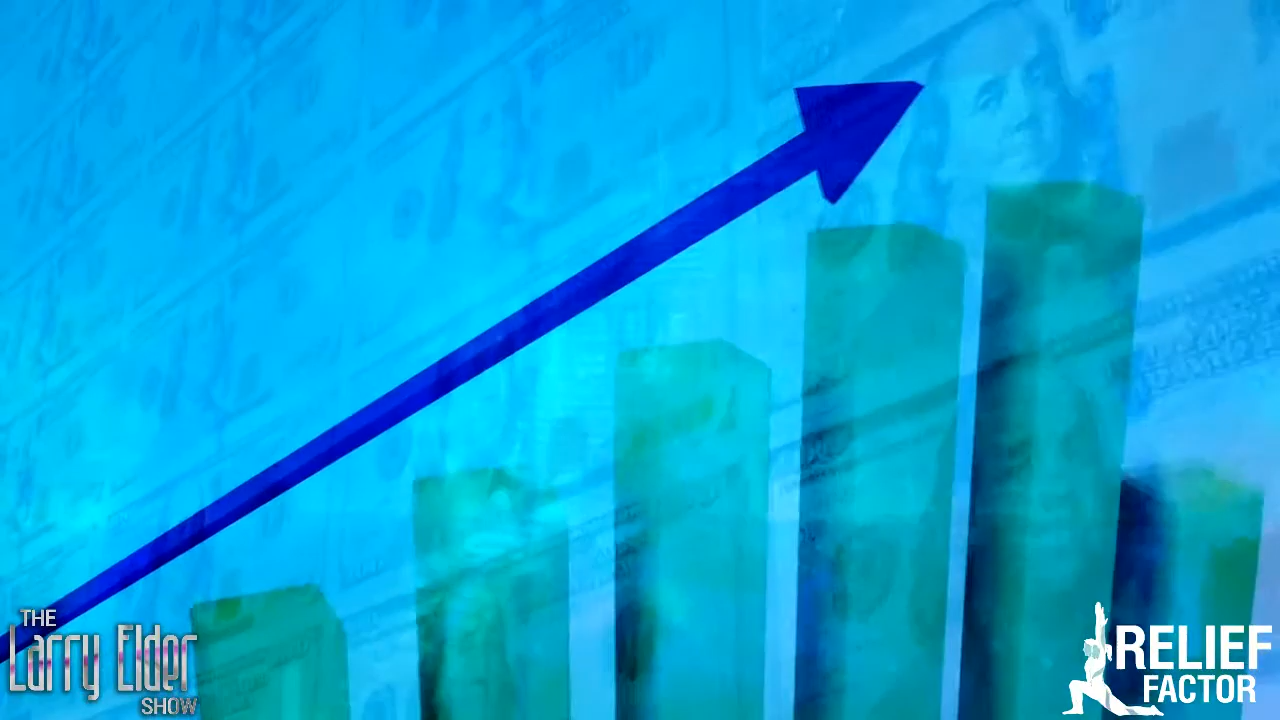 THE
Larry Elder
SHOW
RELIEF
FACTOR